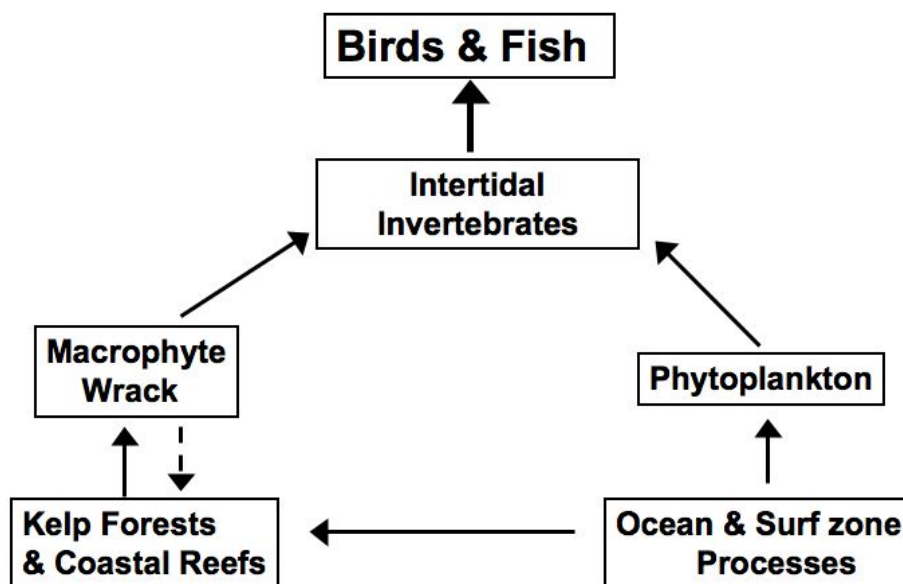 Birds & Fish
Intertidal
Invertebrates
Macrophyte
Wrack
Phytoplankton
Kelp Forests
& Coastal Reefs
Ocean & Surf zone
Processes